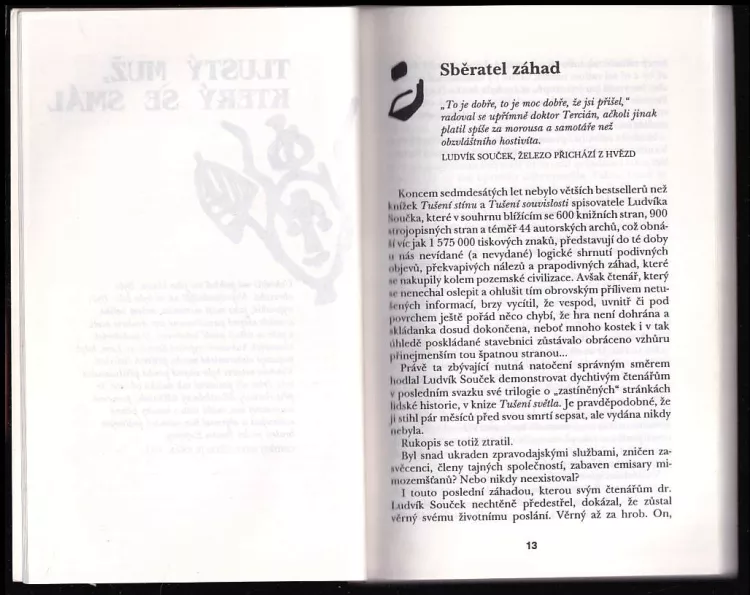 TLUSTÝ MUŽ,
KTERÝ SE SMÁL
Sběratel záhad
„To je dobře, to je moc dobře, že jsi přišel,“
radoval se upřímně doktor Tercián, ačkoli jinak
platil spíše za morousa a samotáře než
obzvláštního hostivíta.
LUDVÍK SOUČEK, ŽELEZO PŘICHÁZÍ Z HVĚZD
Koncem sedmdesátých let nebylo větších bestsellerů než
knížek Tušení stínu a Tušení souvislosti spisovatele Ludvíka
Součka, které v souhrnu blížícím se 600 knižních stran, 900
strojopisných stran a téměř 44 autorských archů, což obná-
ší víc jak 1 575 000 tiskových znaků, představují do té doby
u nás nevídané (a nevydané) logické shrnutí podivných
objevů, překvapivých nálezů a prapodivných záhad, které
se nakupily kolem pozemské civilizace. Avšak čtenář, který
se nenechal oslepit a ohlušit tím obrovským přílivem netu-
šených informací, brzy vycítil, že vespod, uvnitř či pod
povrchem ještě pořád něco chybí, že hra není dohrána a
skládanka dosud dokončena, neboť mnoho kostek i v tak
úhledě poskládané stavebnici zůstávalo obráceno vzhůru
přinejmenším tou špatnou stranou...
Právě ta zbývající nutná natočení správným směrem
hodlal Ludvík Souček demonstrovat dychtivým čtenářům
v posledním svazku své trilogie o „zastíněných“ stránkách
lidské historie, v knize Tušení světla. Je pravděpodobné, že
ji stihl pár měsíců před svou smrtí sepsat, ale vydána nikdy
nebyla.
Rukopis se totiž ztratil.
Byl snad ukraden zpravodajskými službami, zničen za-
svěcenci, členy tajných společností, zabaven emisary mi-
mozemšťanů? Nebo nikdy neexistoval?
I touto poslední záhadou, kterou svým čtenářům dr.
Ludvík Souček nechtěně předestřel, dokázal, že zůstal
věrný svému životnímu poslání. Věrný až za hrob. On,
13